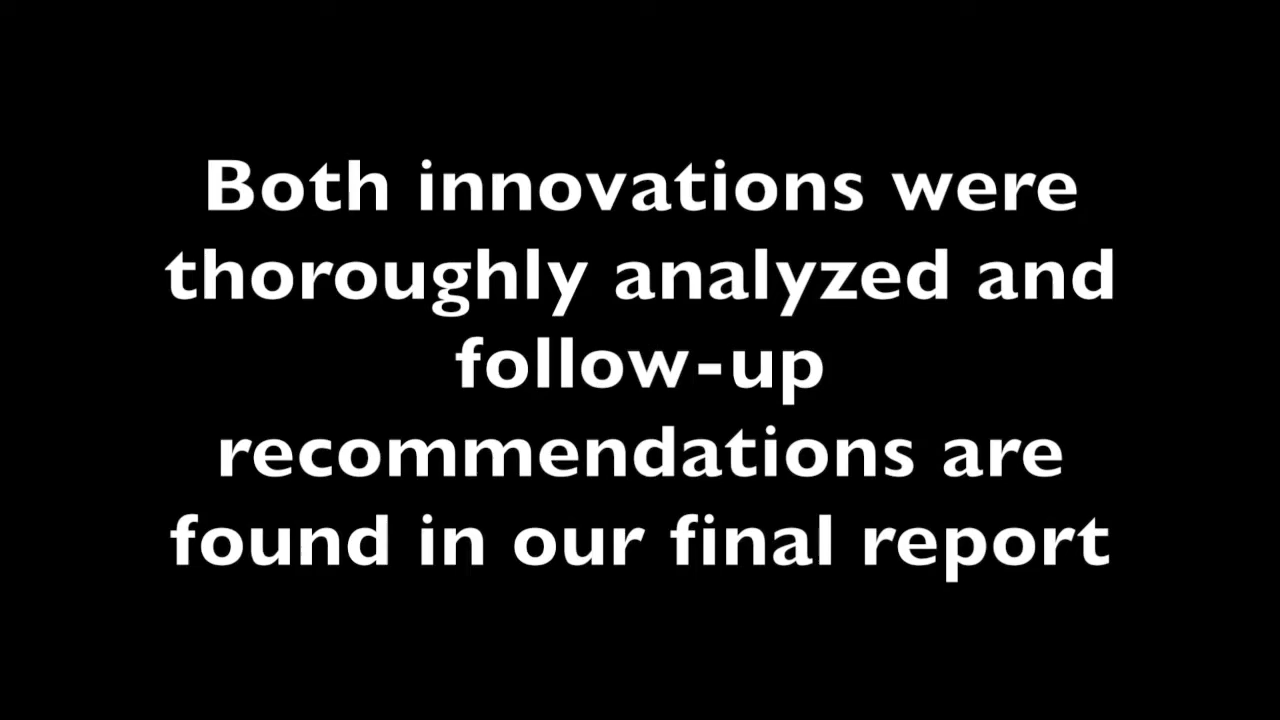 Both innovations were
thoroughly analyzed and
follow-up
recommendations are
found in our final report